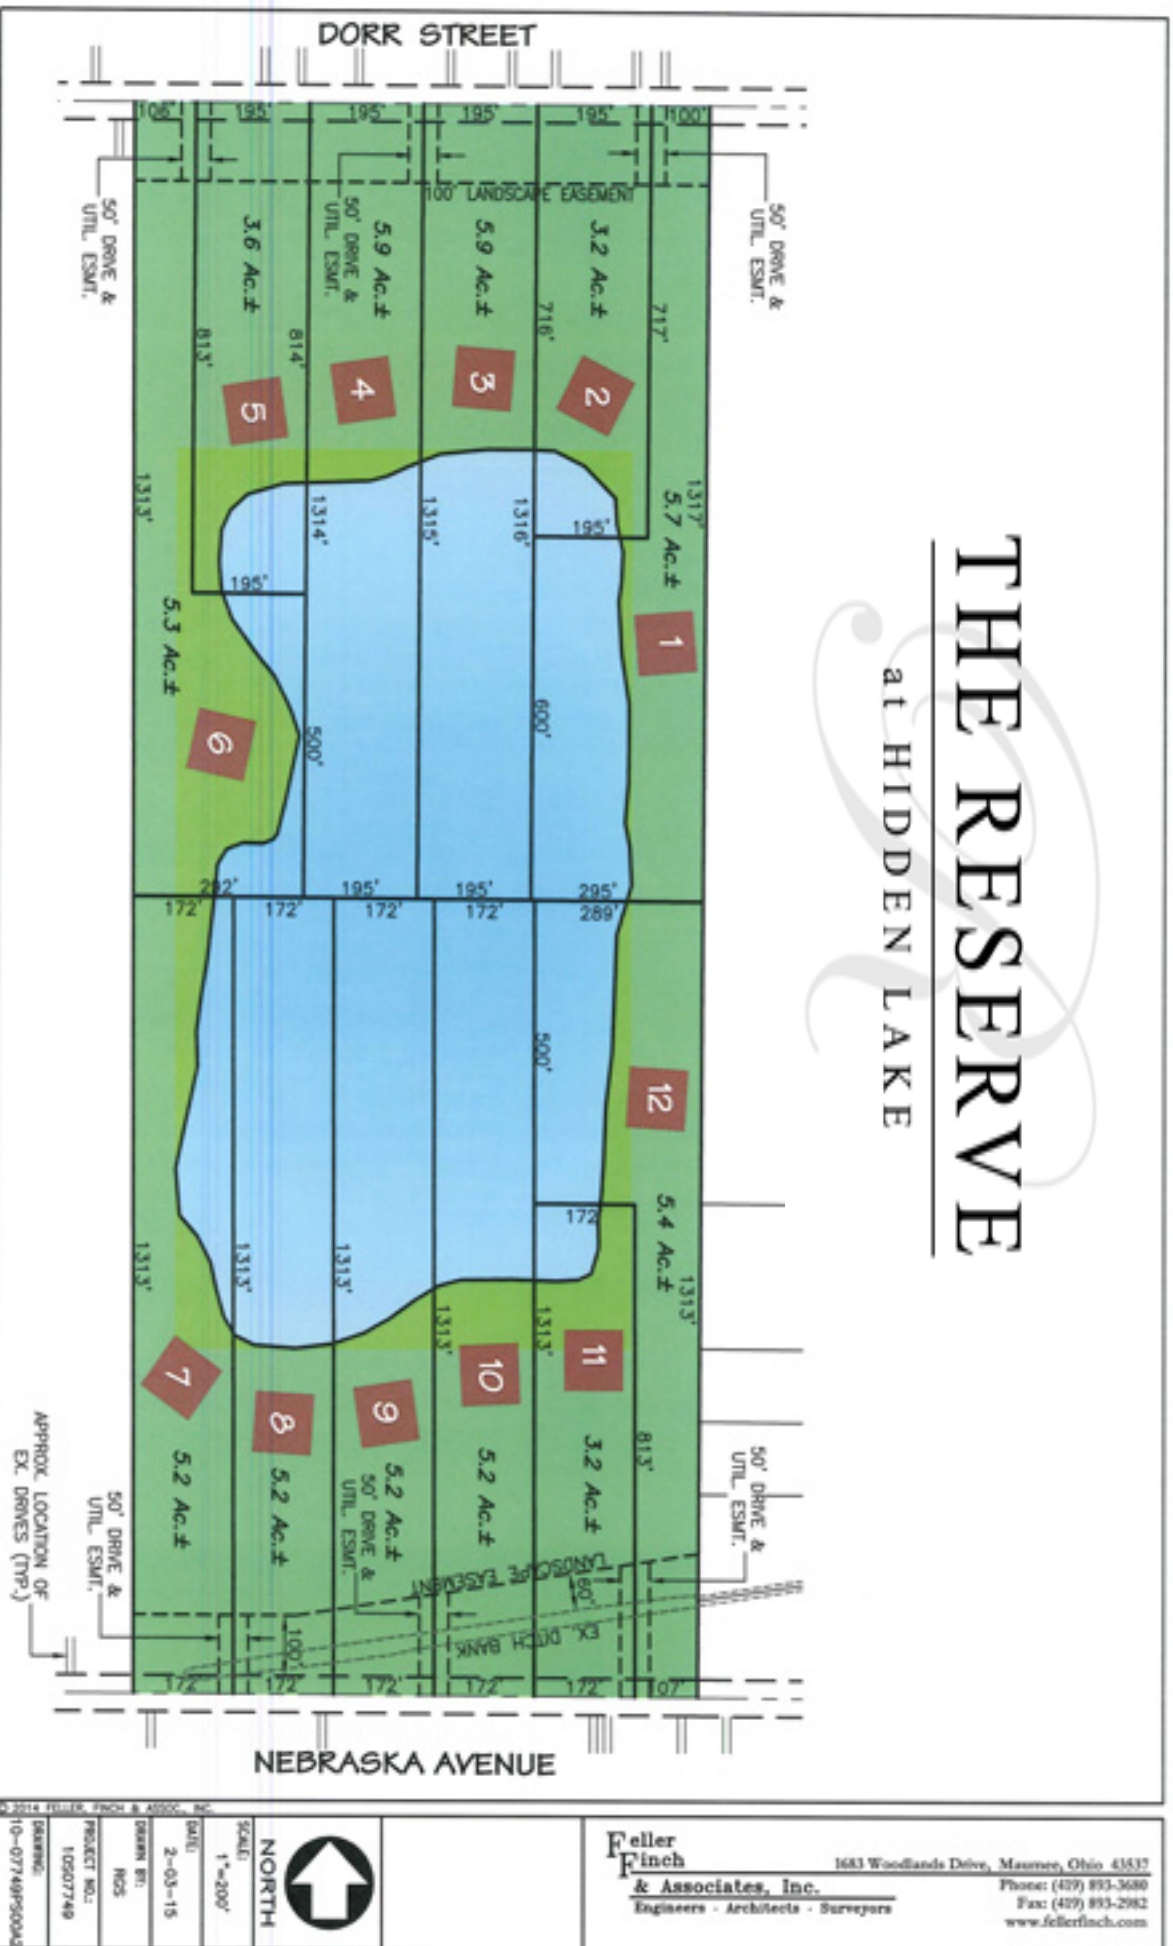 THE RESERVE
at HIDDEN LAKE
DORR STREET
106'
195'
195'
195'
195'
100'
100' LANDSCAPE EASEMENT
50' DRIVE &
UTIL. ESMT.
50' DRIVE &
UTIL. ESMT.
50' DRIVE &
UTIL. ESMT.
3.6 Ac.±
5.9 Ac.±
5.9 Ac.±
3.2 Ac.±
813'
814'
716'
717'
5
4
3
2
1313'
1314'
1315'
1316'
195'
1317'
5.7 Ac.±
195'
5.3 Ac.±
1
6
500'
600'
292'
195'
195'
295'
172'
172'
172'
172'
289'
500'
12
172
5.4 Ac.±
1313'
1313'
1313'
1313'
1313'
1313'
7
8
9
10
11
5.2 Ac.±
5.2 Ac.±
5.2 Ac.±
5.2 Ac.±
3.2 Ac.±
813'
50' DRIVE &
UTIL. ESMT.
50' DRIVE &
UTIL. ESMT.
50' DRIVE &
UTIL. ESMT.
LANDSCAPE EASEMENT
60'
100'
EX. DITCH BANK
APPROX. LOCATION OF
EX. DRIVES (TYP.)
172'
172'
172'
172'
172'
107'
NEBRASKA AVENUE
© 2014 FELLER, FINCH & ASSOC., INC.
NORTH
SCALE:
1"=200'
DATE:
2-03-15
DRAWN BY:
RGS
PROJECT NO.:
10S07749
DRAWING:
Feller
Finch
& Associates, Inc.
Engineers - Architects - Surveyors
1683 Woodlands Drive, Maumee, Ohio 43537
Phone: (419) 893-3680
Fax: (419) 893-2982
www.fellerfinch.com